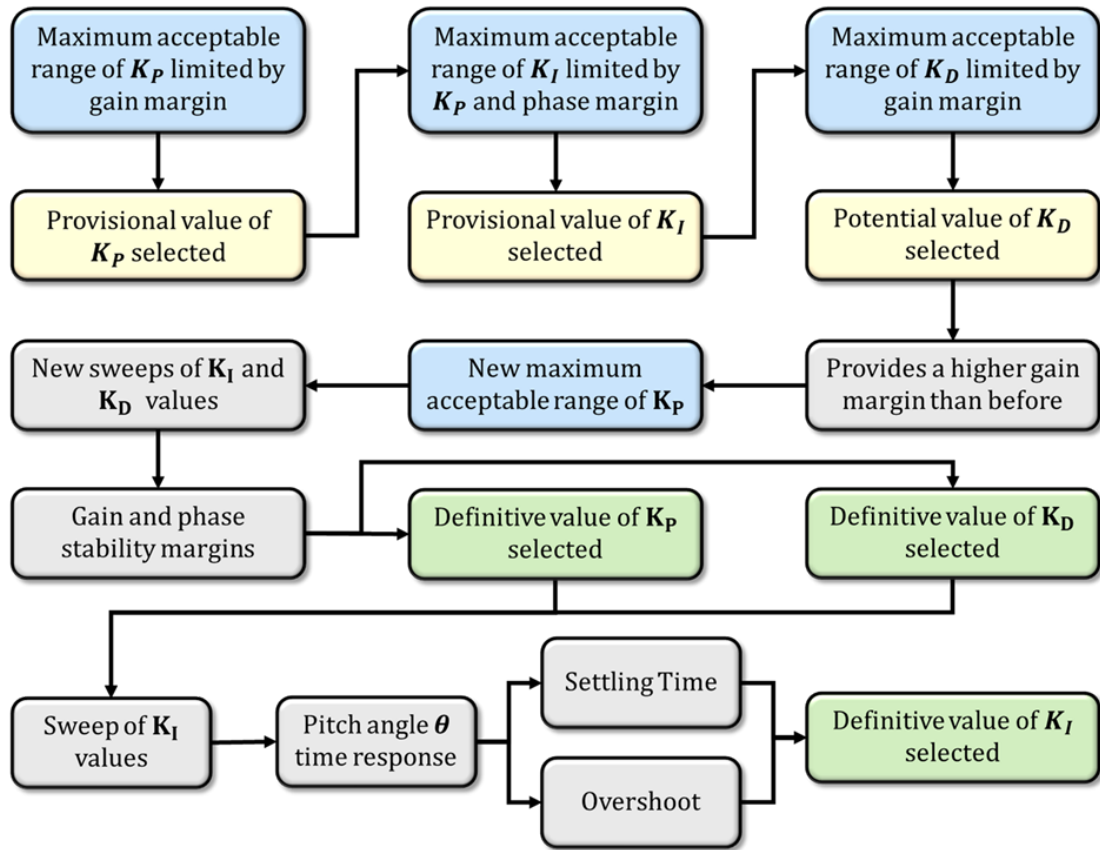 Maximum acceptable
range of K_P limited by
gain margin
Maximum acceptable
range of K_I limited by
K_P and phase margin
Maximum acceptable
range of K_D limited by
gain margin
Provisional value of
K_P selected
Provisional value of K_I
selected
Potential value of K_D
selected
New sweeps of K_I and
K_D values
New maximum
acceptable range of K_P
Provides a higher gain
margin than before
Gain and phase
stability margins
Definitive value of K_P
selected
Definitive value of K_D
selected
Sweep of K_I
values
Pitch angle θ
time response
Settling Time
Overshoot
Definitive value of K_I
selected